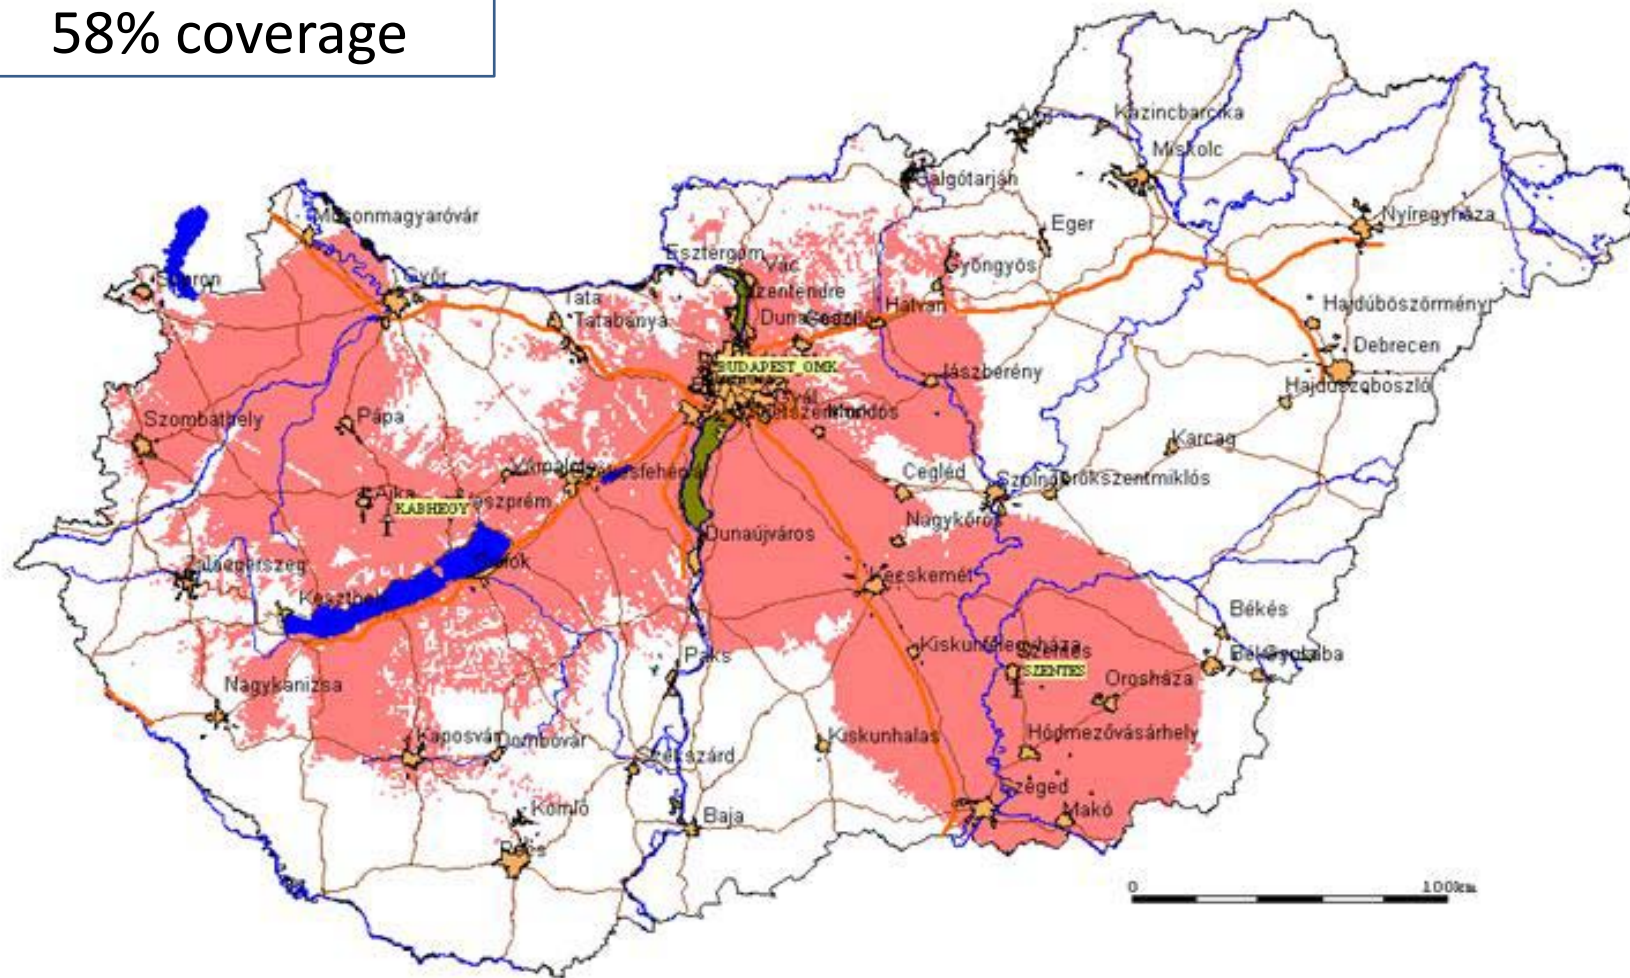 58% coverage
Kazincbarcika
Miskolc
Salgótarján
Nyíregyháza
Mosonmagyaróvár
Eger
Esztergom
Vác
Gyöngyös
Sopron
Győr
Szentendre
Tata
Hatvan
Hajdúböszörmény
Tatabánya
Debrecen
BUDAPEST_OMK
Jászberény
Hajdúszoboszló
Szombathely
Pápa
Karcag
Cegléd
Szolnok
Törökszentmiklós
Ajka
Veszprém
KABHEGY
Nagykőrös
Dunaújváros
Siófok
Zalaegerszeg
Kecskemét
Keszthely
Békés
Kiskunfélegyháza
Szentes
Paks
SZENTES
Orosháza
Nagykanizsa
Kaposvár
Dombóvár
Kiskunhalas
Hódmezővásárhely
Szekszárd
Szeged
Makó
Komló
Baja
Pécs
0 100km